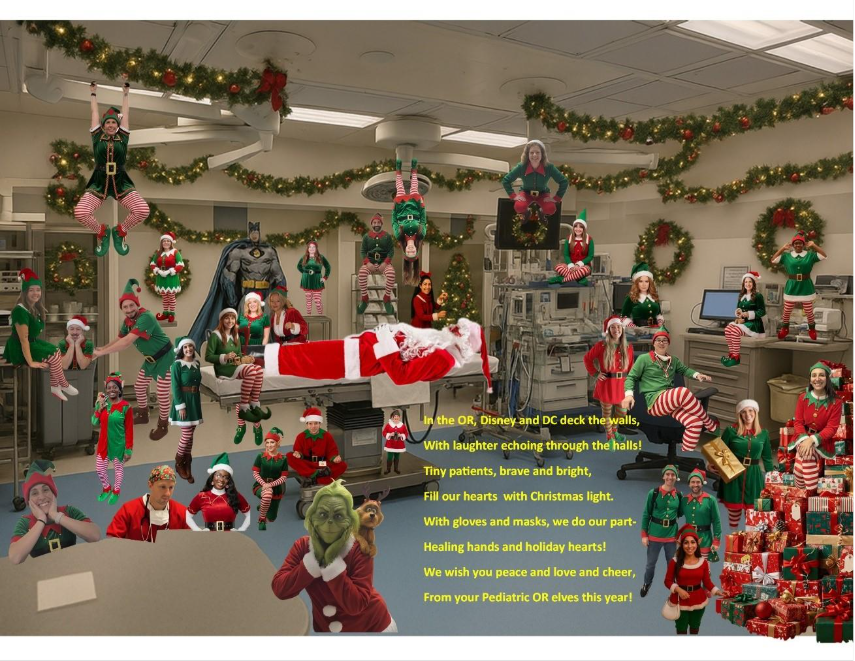 In the OR, Disney and DC deck the walls,
With laughter echoing through the halls!
Tiny patients, brave and bright,
Fill our hearts with Christmas light.
With gloves and masks, we do our part-
Healing hands and holiday hearts!
We wish you peace and love and cheer,
From your Pediatric OR elves this year!